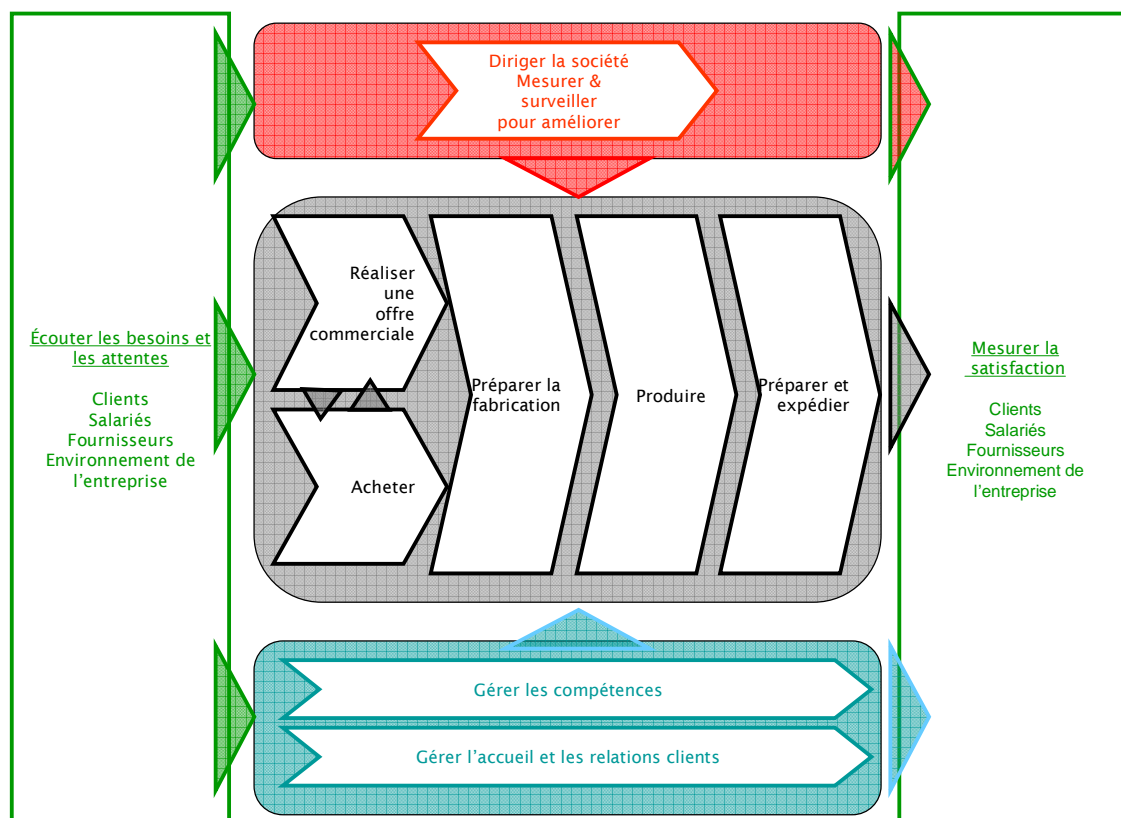 Diriger la société
Mesurer &
surveiller
pour améliorer
Écouter les besoins et
les attentes
Clients
Salariés
Fournisseurs
Environnement de
l'entreprise
Réaliser
une
offre
commerciale
Acheter
Préparer la
fabrication
Produire
Préparer et
expédier
Mesurer la
satisfaction
Clients
Salariés
Fournisseurs
Environnement de
l'entreprise
Gérer les compétences
Gérer l'accueil et les relations clients